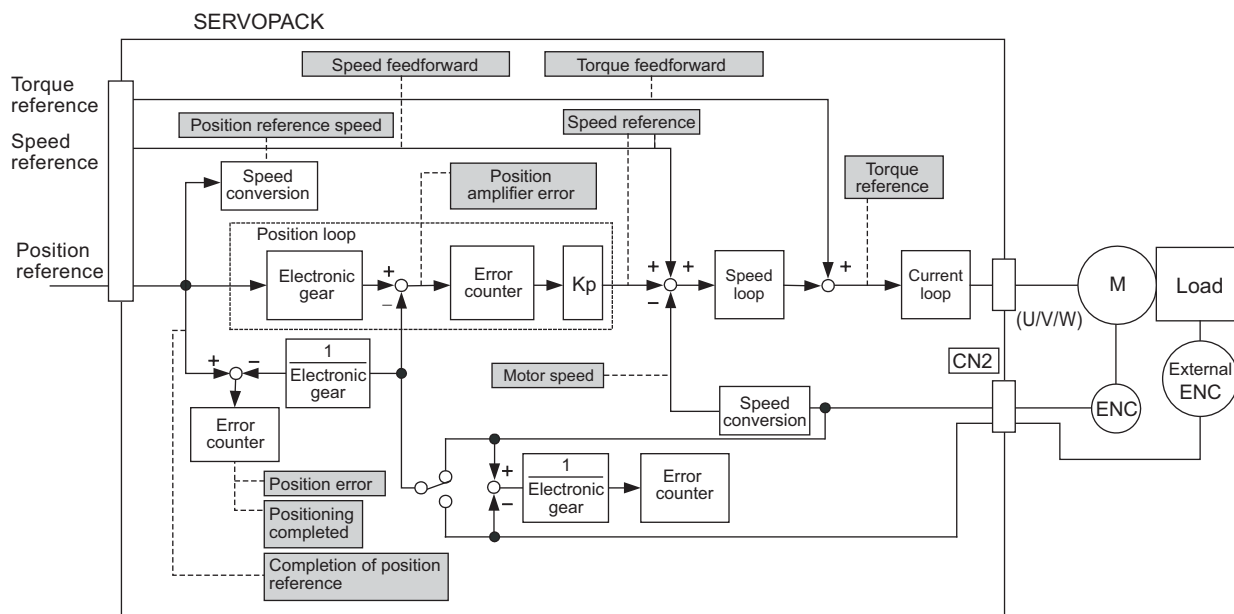 SERVOPACK
Speed feedforward
Torque feedforward
Torque
reference
Position reference speed
Speed reference
Speed
reference
Speed
conversion
Position
amplifier error
Torque
reference
Position loop
Position
reference
Electronic
gear
+
−
Error
counter
Kp
+
+
−
Speed
loop
+
Current
loop
M
Load
(U/V/W)
+
−
1
Electronic
gear
CN2
External
ENC
Motor speed
Error
counter
Speed
conversion
ENC
Position error
+
−
1
Electronic
gear
Error
counter
Positioning
completed
Completion of position
reference